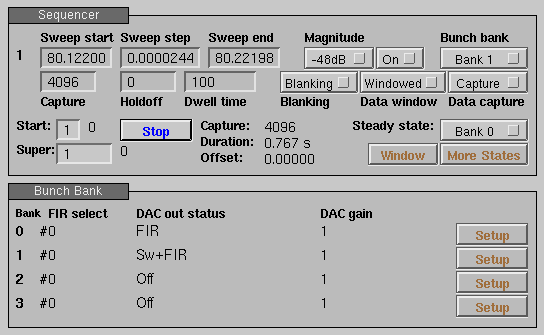 Sequencer
Sweep start Sweep step Sweep end Magnitude Bunch bank
1 80.12200 0.0000244 80.22198 -48dB On Bank 1
4096 0 100 Blanking Windowed Capture
Capture Holdoff Dwell time Blanking Data window Data capture
Start: 1 0 Stop Capture: 4096 Steady state: Bank 0
Duration: 0.767 s
Super: 1 0 Offset: 0.00000 Window More States
Bunch Bank
Bank FIR select DAC out status DAC gain
0 #0 FIR 1 Setup
1 #0 Sw+FIR 1 Setup
2 #0 Off 1 Setup
3 #0 Off 1 Setup